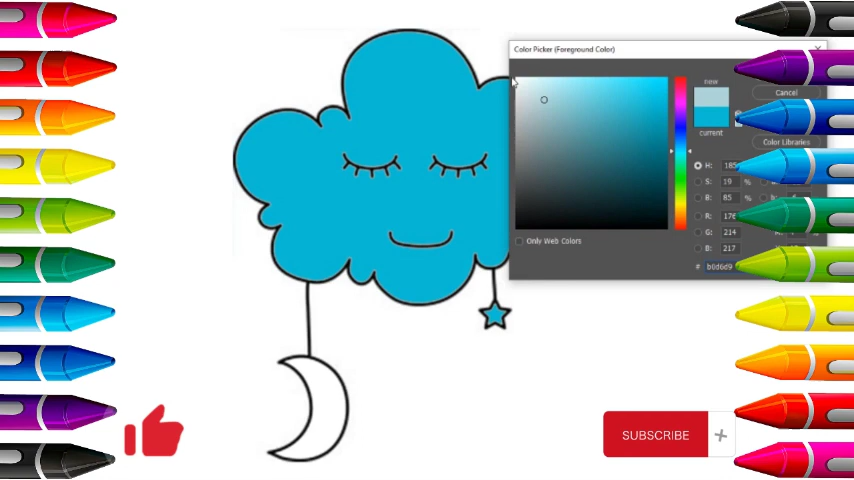 Color Picker (Foreground Color)
new
Cancel
current
Color Libraries
H: 185
S: 19 %
B: 85 %
R: 176
G: 214
B: 217
Only Web Colors
# b0d6d9
SUBSCRIBE +